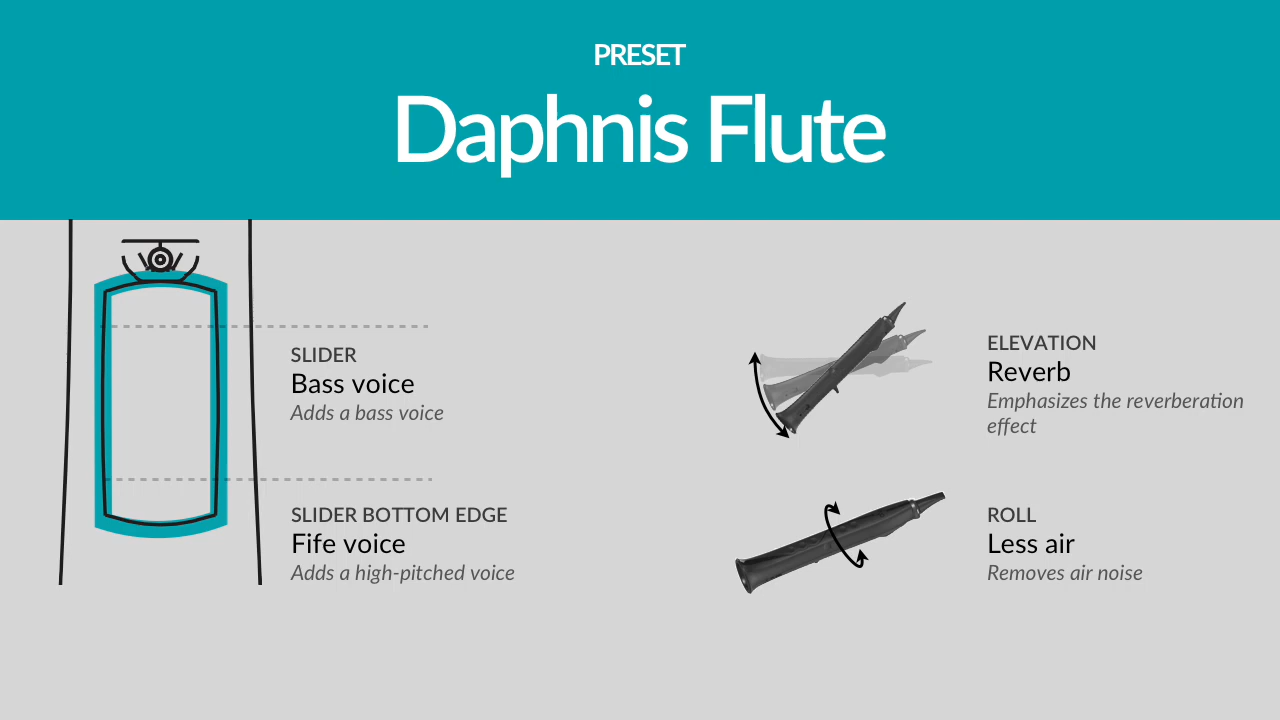 PRESET
Daphnis Flute
SLIDER
Bass voice
Adds a bass voice
SLIDER BOTTOM EDGE
Fife voice
Adds a high-pitched voice
ELEVATION
Reverb
Emphasizes the reverberation
effect
ROLL
Less air
Removes air noise